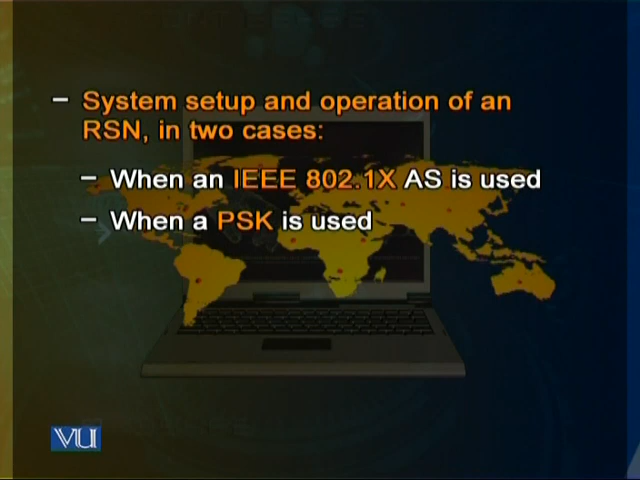 – System setup and operation of an
RSN, in two cases:
– When an IEEE 802.1X AS is used
– When a PSK is used
VU